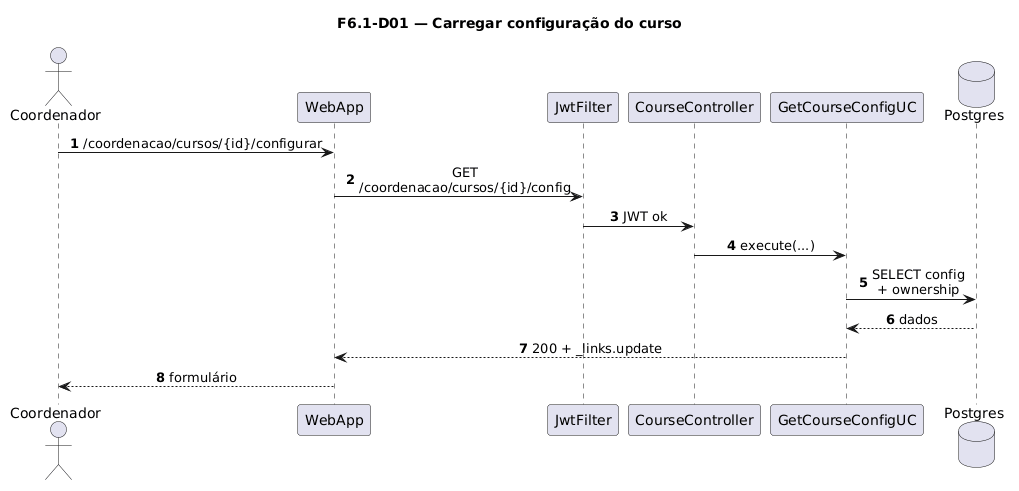 F6.1-D01 — Carregar configuração do curso
Coordenador
WebApp
JwtFilter
CourseController
GetCourseConfigUC
Postgres
1 /coordenacao/cursos/{id}/configurar
2 GET
/coordenacao/cursos/{id}/config
3 JWT ok
4 execute(...)
5 SELECT config
+ ownership
6 dados
7 200 + _links.update
8 formulário
Coordenador
WebApp
JwtFilter
CourseController
GetCourseConfigUC
Postgres